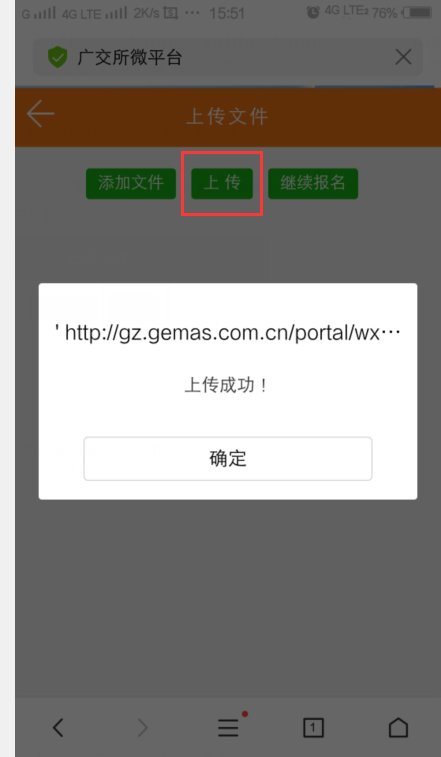 G 4G LTE 2K/s ··· 15:51 4G LTE 76%
广交所微平台
上传文件
添加文件 上传 继续报名
' http://gz.gemas.com.cn/portal/wx···
上传成功！
确定
1